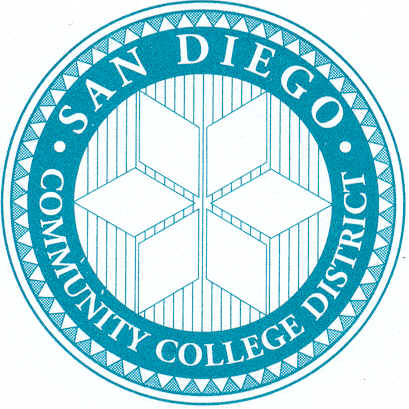 • SAN DIEGO •
COMMUNITY COLLEGE DISTRICT